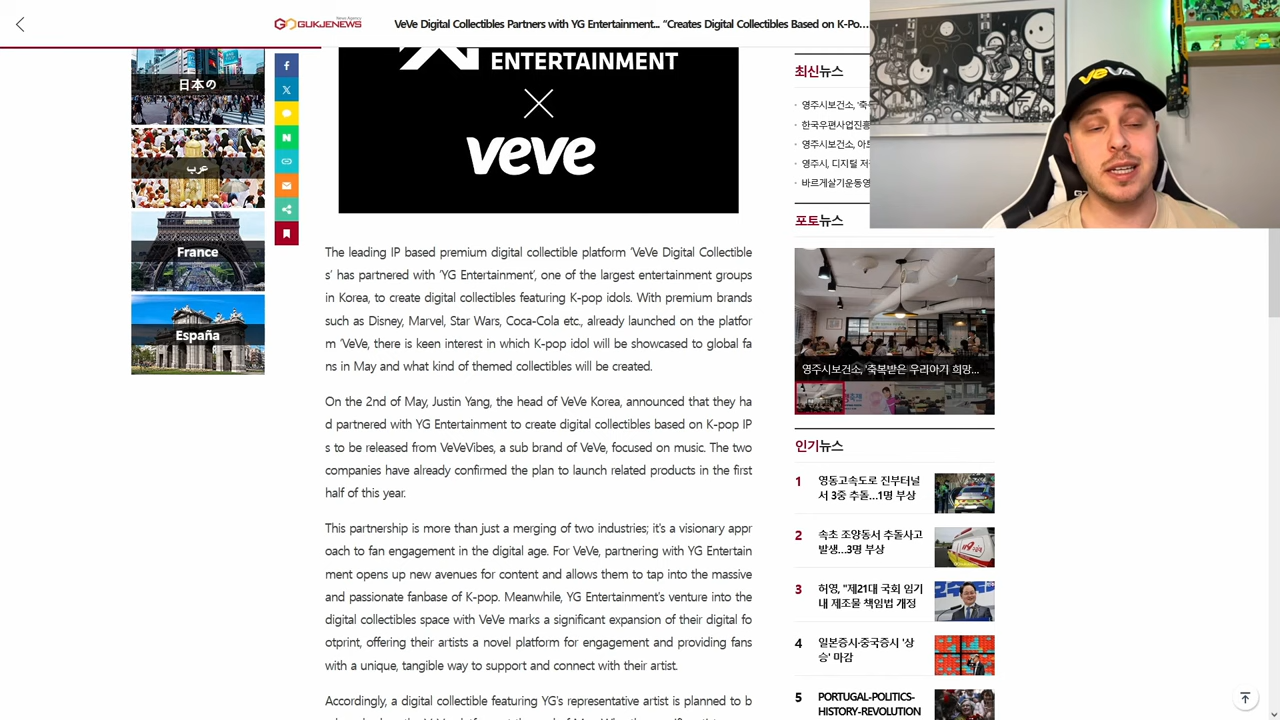 News Agency
GUKJENEWS
VeVe Digital Collectibles Partners with YG Entertainment... "Creates Digital Collectibles Based on K-Po...
日本の
عرب
France
España
ENTERTAINMENT
veve
The leading IP based premium digital collectible platform 'VeVe Digital Collectible
s' has partnered with 'YG Entertainment', one of the largest entertainment groups
in Korea, to create digital collectibles featuring K-pop idols. With premium brands
such as Disney, Marvel, Star Wars, Coca-Cola etc., already launched on the platfor
m 'VeVe, there is keen interest in which K-pop idol will be showcased to global fa
ns in May and what kind of themed collectibles will be created.
On the 2nd of May, Justin Yang, the head of VeVe Korea, announced that they ha
d partnered with YG Entertainment to create digital collectibles based on K-pop IP
s to be released from VeVeVibes, a sub brand of VeVe, focused on music. The two
companies have already confirmed the plan to launch related products in the first
half of this year.
This partnership is more than just a merging of two industries; it's a visionary appr
oach to fan engagement in the digital age. For VeVe, partnering with YG Entertain
ment opens up new avenues for content and allows them to tap into the massive
and passionate fanbase of K-pop. Meanwhile, YG Entertainment's venture into the
digital collectibles space with VeVe marks a significant expansion of their digital fo
otprint, offering their artists a novel platform for engagement and providing fans
with a unique, tangible way to support and connect with their artist.
Accordingly, a digital collectible featuring YG's representative artist is planned to b
최신뉴스
영주시보건소, '축
한국우편사업진흥
영주시보건소, 아
영주시, 디지털 저
바르게살기운동영
포토뉴스
영주시보건소, '축복받은 우리아기 희망...
인기뉴스
1 영동고속도로 진부터널
서 3중 추돌...1명 부상
2 속초 조양동서 추돌사고
발생...3명 부상
3 허영, "제21대 국회 임기
내 제조물 책임법 개정
4 일본증시·중국증시 '상
승' 마감
5 PORTUGAL-POLITICS-
HISTORY-REVOLUTION
veve